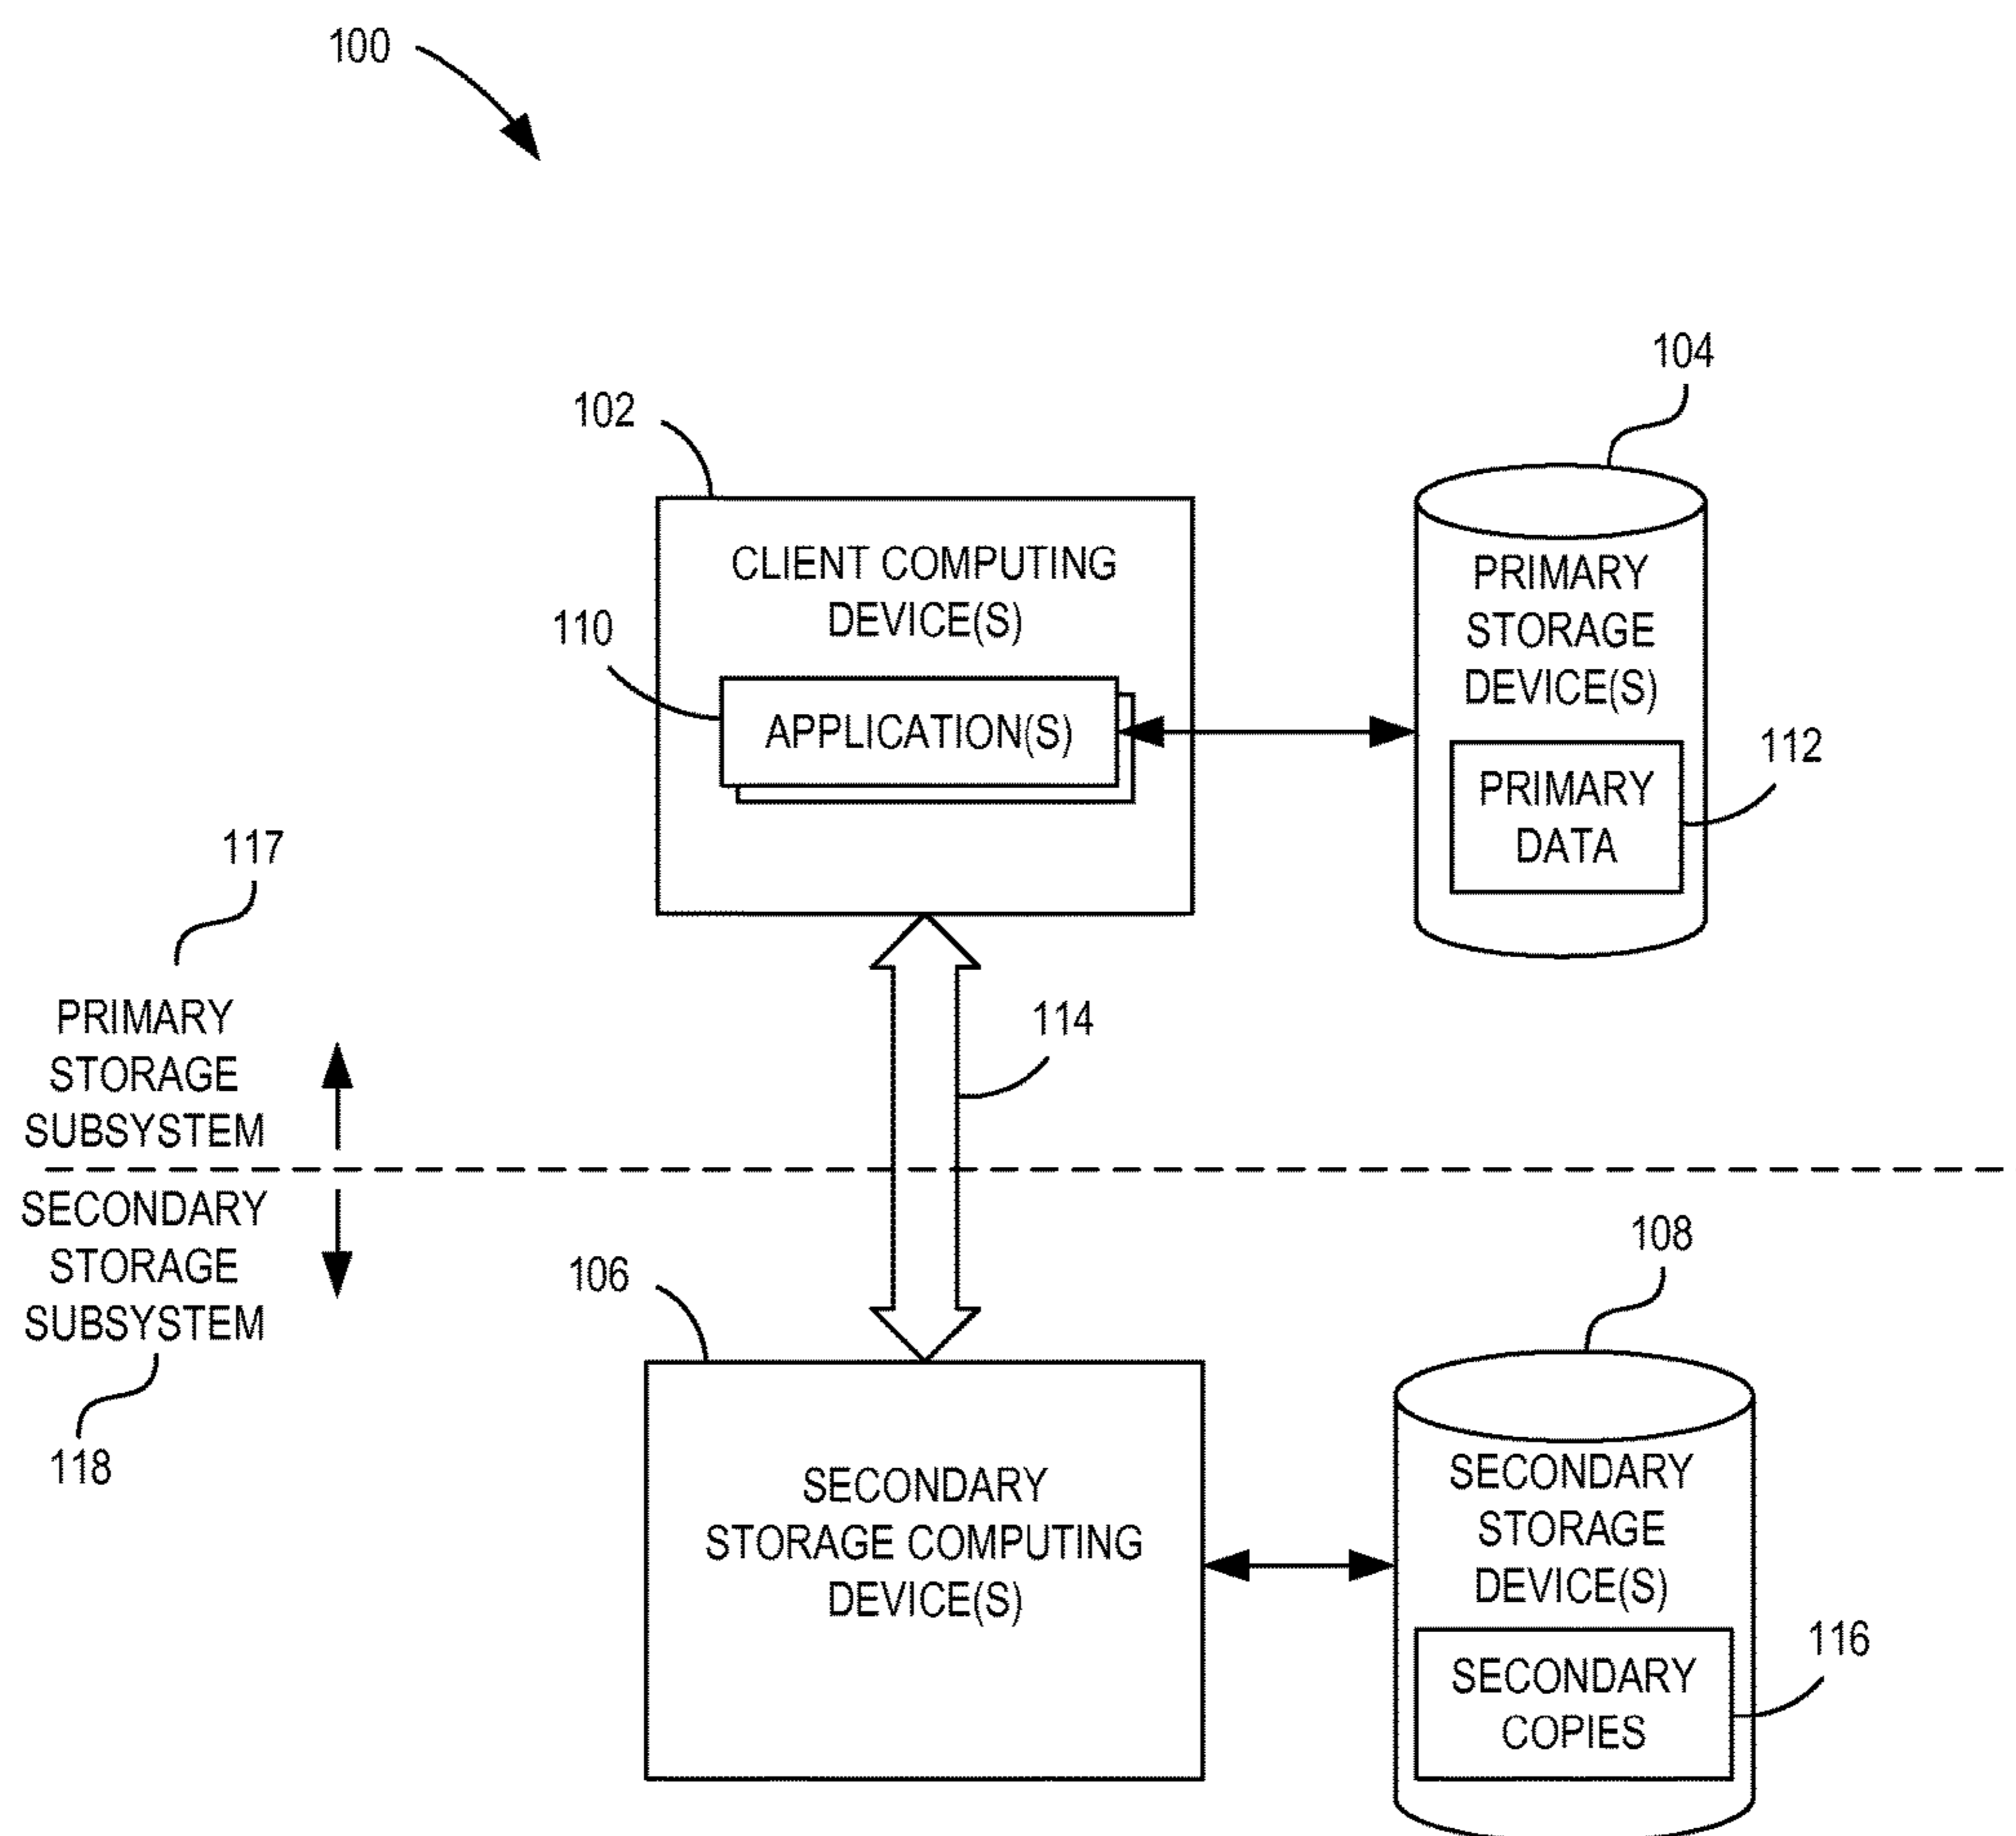 100
104
102
CLIENT COMPUTING
DEVICE(S)
110
APPLICATION(S)
PRIMARY
STORAGE
DEVICE(S)
112
PRIMARY
DATA
117
PRIMARY
STORAGE
SUBSYSTEM
114
SECONDARY
STORAGE
SUBSYSTEM
118
106
108
SECONDARY
STORAGE COMPUTING
DEVICE(S)
SECONDARY
STORAGE
DEVICE(S)
116
SECONDARY
COPIES